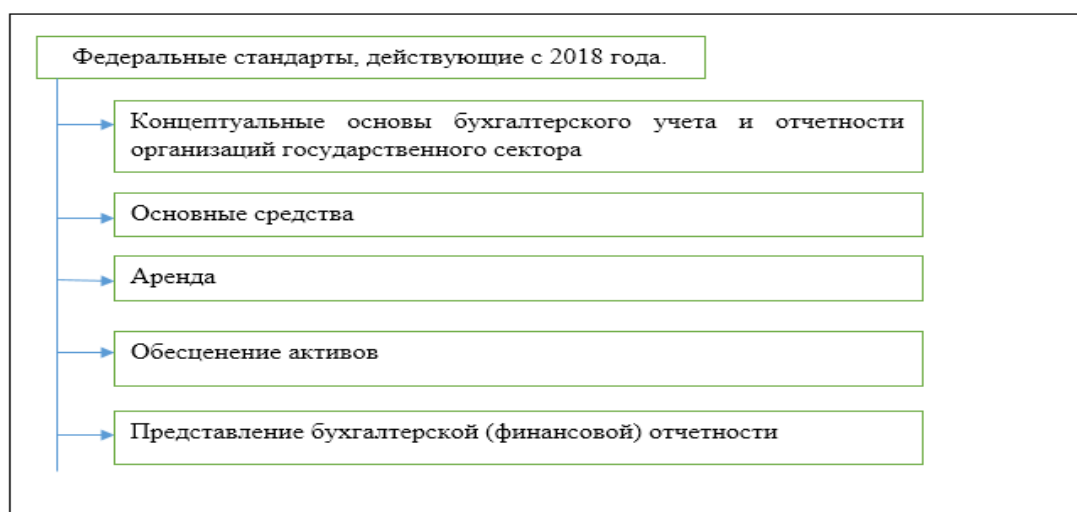 Федеральные стандарты, действующие с 2018 года.
Концептуальные основы бухгалтерского учета и отчетности
организаций государственного сектора
Основные средства
Аренда
Обесценение активов
Представление бухгалтерской (финансовой) отчетности